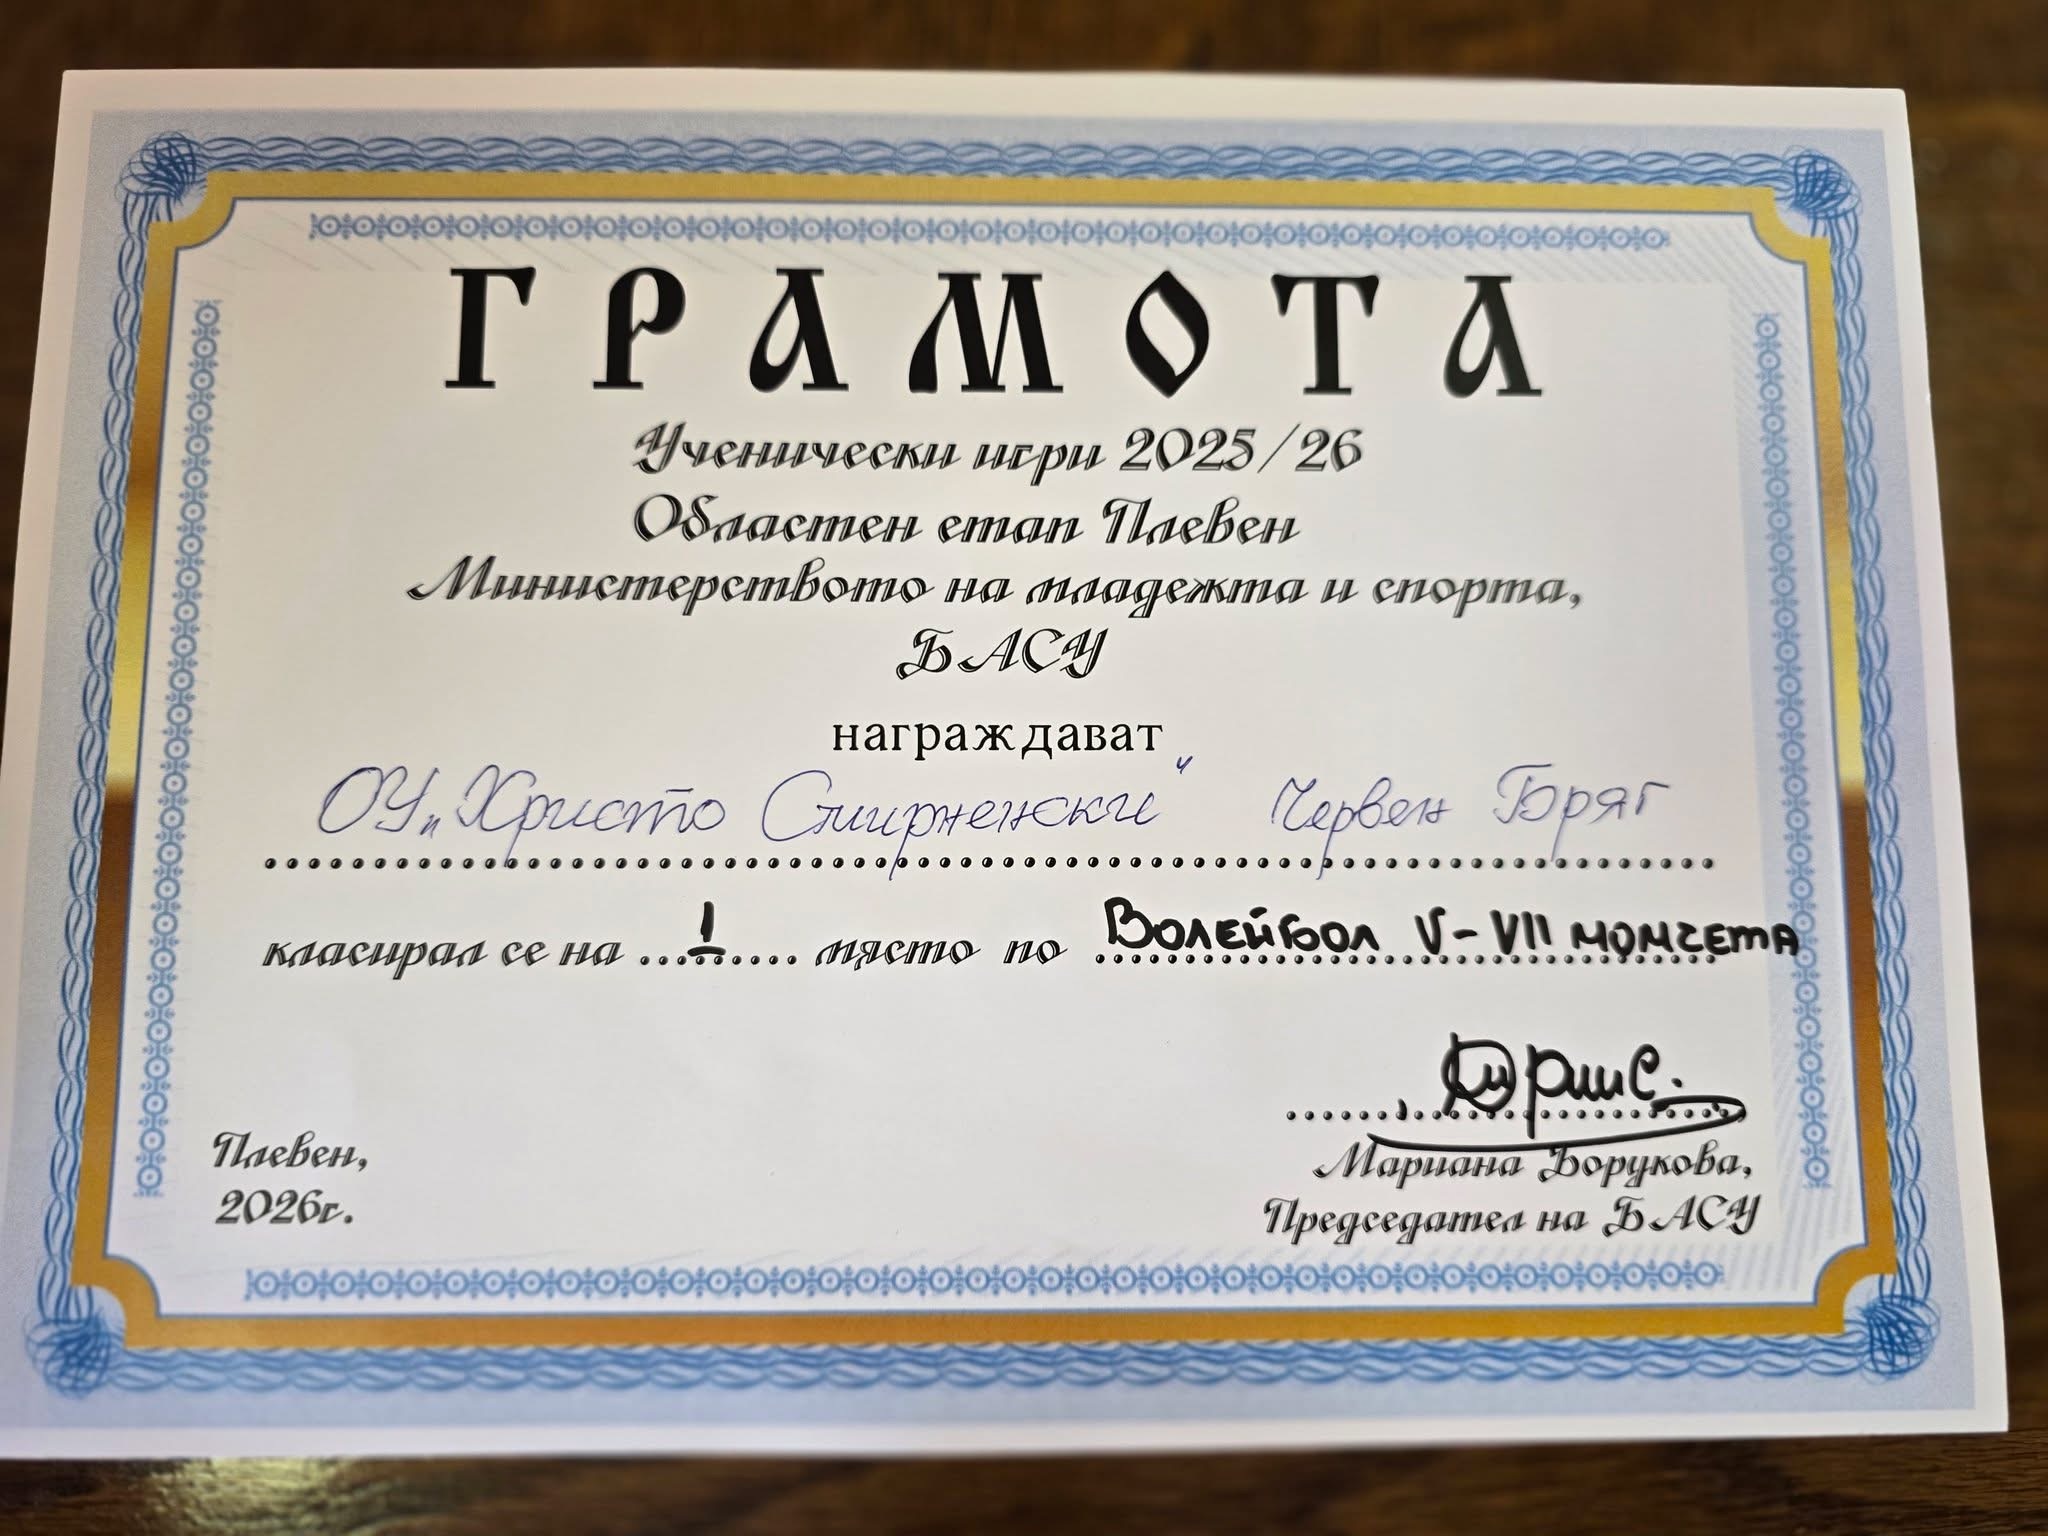 ГРАМОТА
Ученически игри 2025/26
Областен етап Плевен
Министерството на младежта и спорта,
БАСУ
награждават
ОУ „Христо Смирненски" Червен Бряг
класирал се на ....I.... място по Волейбол V-VII момчета
Мариана Борукова,
Председател на БАСУ
Плевен,
2026г.